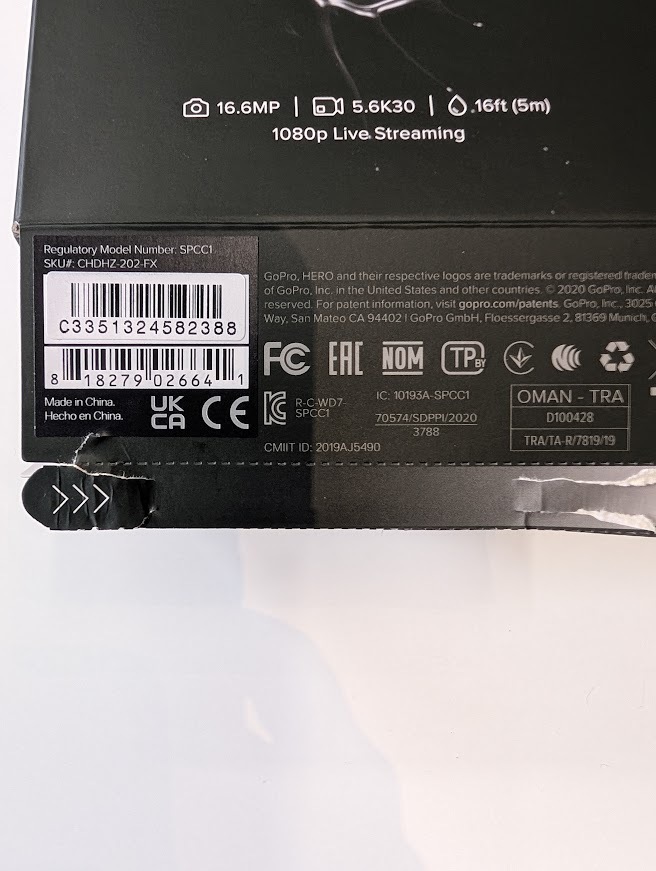 16.6MP | 5.6K30 | 16ft (5m)
1080p Live Streaming
Regulatory Model Number: SPCC1
SKU#: CHDHZ-202-FX
C3351324582388
8 18279 02664 1
Made in China.
Hecho en China.
UK
CA CE
GoPro, HERO and their respective logos are trademarks or registered
of GoPro, Inc. in the United States and other countries. © 2020 GoPro, Inc.
reserved. For patent information, visit gopro.com/patents. GoPro, Inc., 3025
Way, San Mateo CA 94402 | GoPro GmbH, Floessergasse 2, 81369 Munich,
FC EAC NOM TP BY
R-C-WD7-
SPCC1
IC: 10193A-SPCC1
70574/SDPPI/2020
3788
OMAN - TRA
D100428
TRA/TA-R/7819/19
CMIIT ID: 2019AJ5490